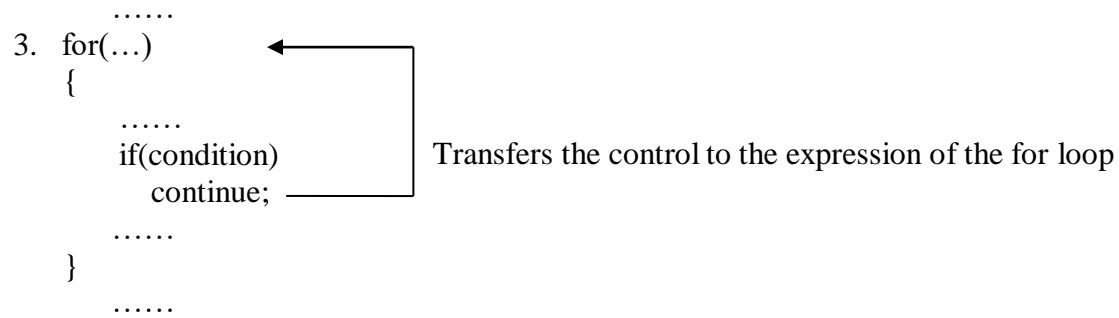 ……
3. for(…)
{
……
if(condition)
Transfers the control to the expression of the for loop
continue;
……
}
……